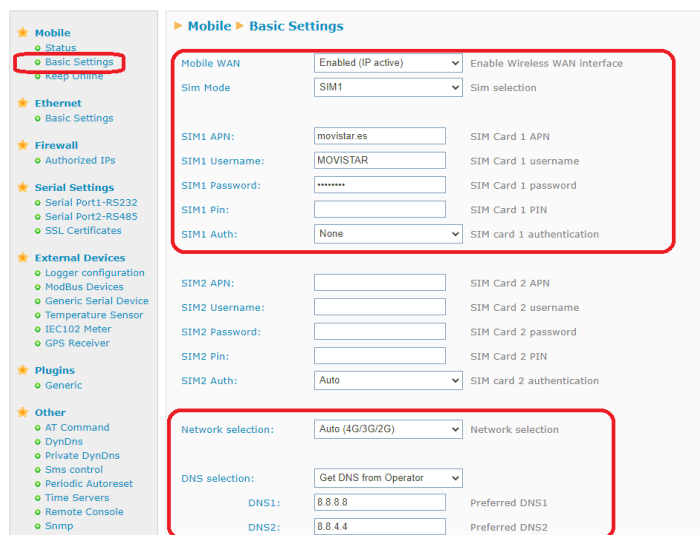 Mobile
Status
Basic Settings
Keep Online
Ethernet
Basic Settings
Firewall
Authorized IPs
Serial Settings
Serial Port1-RS232
Serial Port2-RS485
SSL Certificates
External Devices
Logger configuration
ModBus Devices
Generic Serial Device
Temperature Sensor
IEC102 Meter
GPS Receiver
Plugins
Generic
Other
AT Command
DynDns
Private DynDns
Sms control
Periodic Autoreset
Time Servers
Remote Console
Snmp
Mobile Basic Settings
Mobile WAN Enabled (IP active) Enable Wireless WAN interface
Sim Mode SIM1 Sim selection
SIM1 APN: movistar.es SIM Card 1 APN
SIM1 Username: MOVISTAR SIM Card 1 username
SIM1 Password: •••••••• SIM Card 1 password
SIM1 Pin: SIM Card 1 PIN
SIM1 Auth: None SIM card 1 authentication
SIM2 APN: SIM Card 2 APN
SIM2 Username: SIM Card 2 username
SIM2 Password: SIM Card 2 password
SIM2 Pin: SIM Card 2 PIN
SIM2 Auth: Auto SIM card 2 authentication
Network selection: Auto (4G/3G/2G) Network selection
DNS selection: Get DNS from Operator
DNS1: 8.8.8.8 Preferred DNS1
DNS2: 8.8.4.4 Preferred DNS2